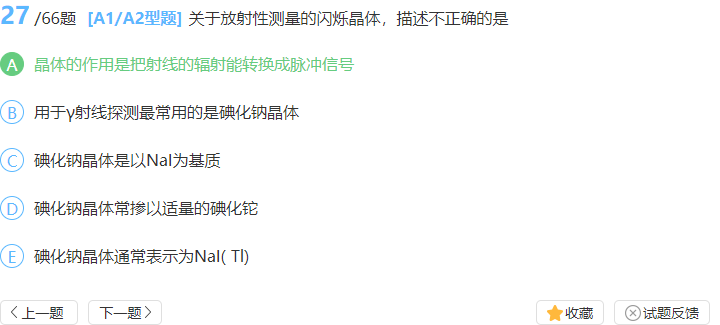 27 /66题 [A1/A2型题] 关于放射性测量的闪烁晶体，描述不正确的是
A 晶体的作用是把射线的辐射能转换成脉冲信号
B 用于γ射线探测最常用的是碘化钠晶体
C 碘化钠晶体是以NaI为基质
D 碘化钠晶体常掺以适量的碘化铊
E 碘化钠晶体通常表示为NaI( Tl)
上一题 下一题 收藏 试题反馈